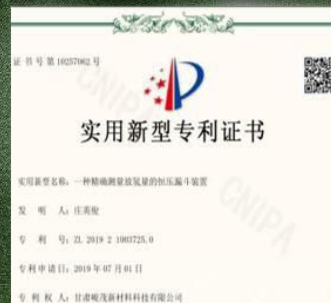 证书号第10257062号
实用新型专利证书
实用新型名称：一种精确测量放氢量的恒压漏斗装置
发 明 人：庄英俊
专 利 号：ZL 2019 2 1003725.0
专利申请日：2019年07月01日
专 利 权 人：甘肃峻茂新材料科技有限公司
CNIPA
CNIPA